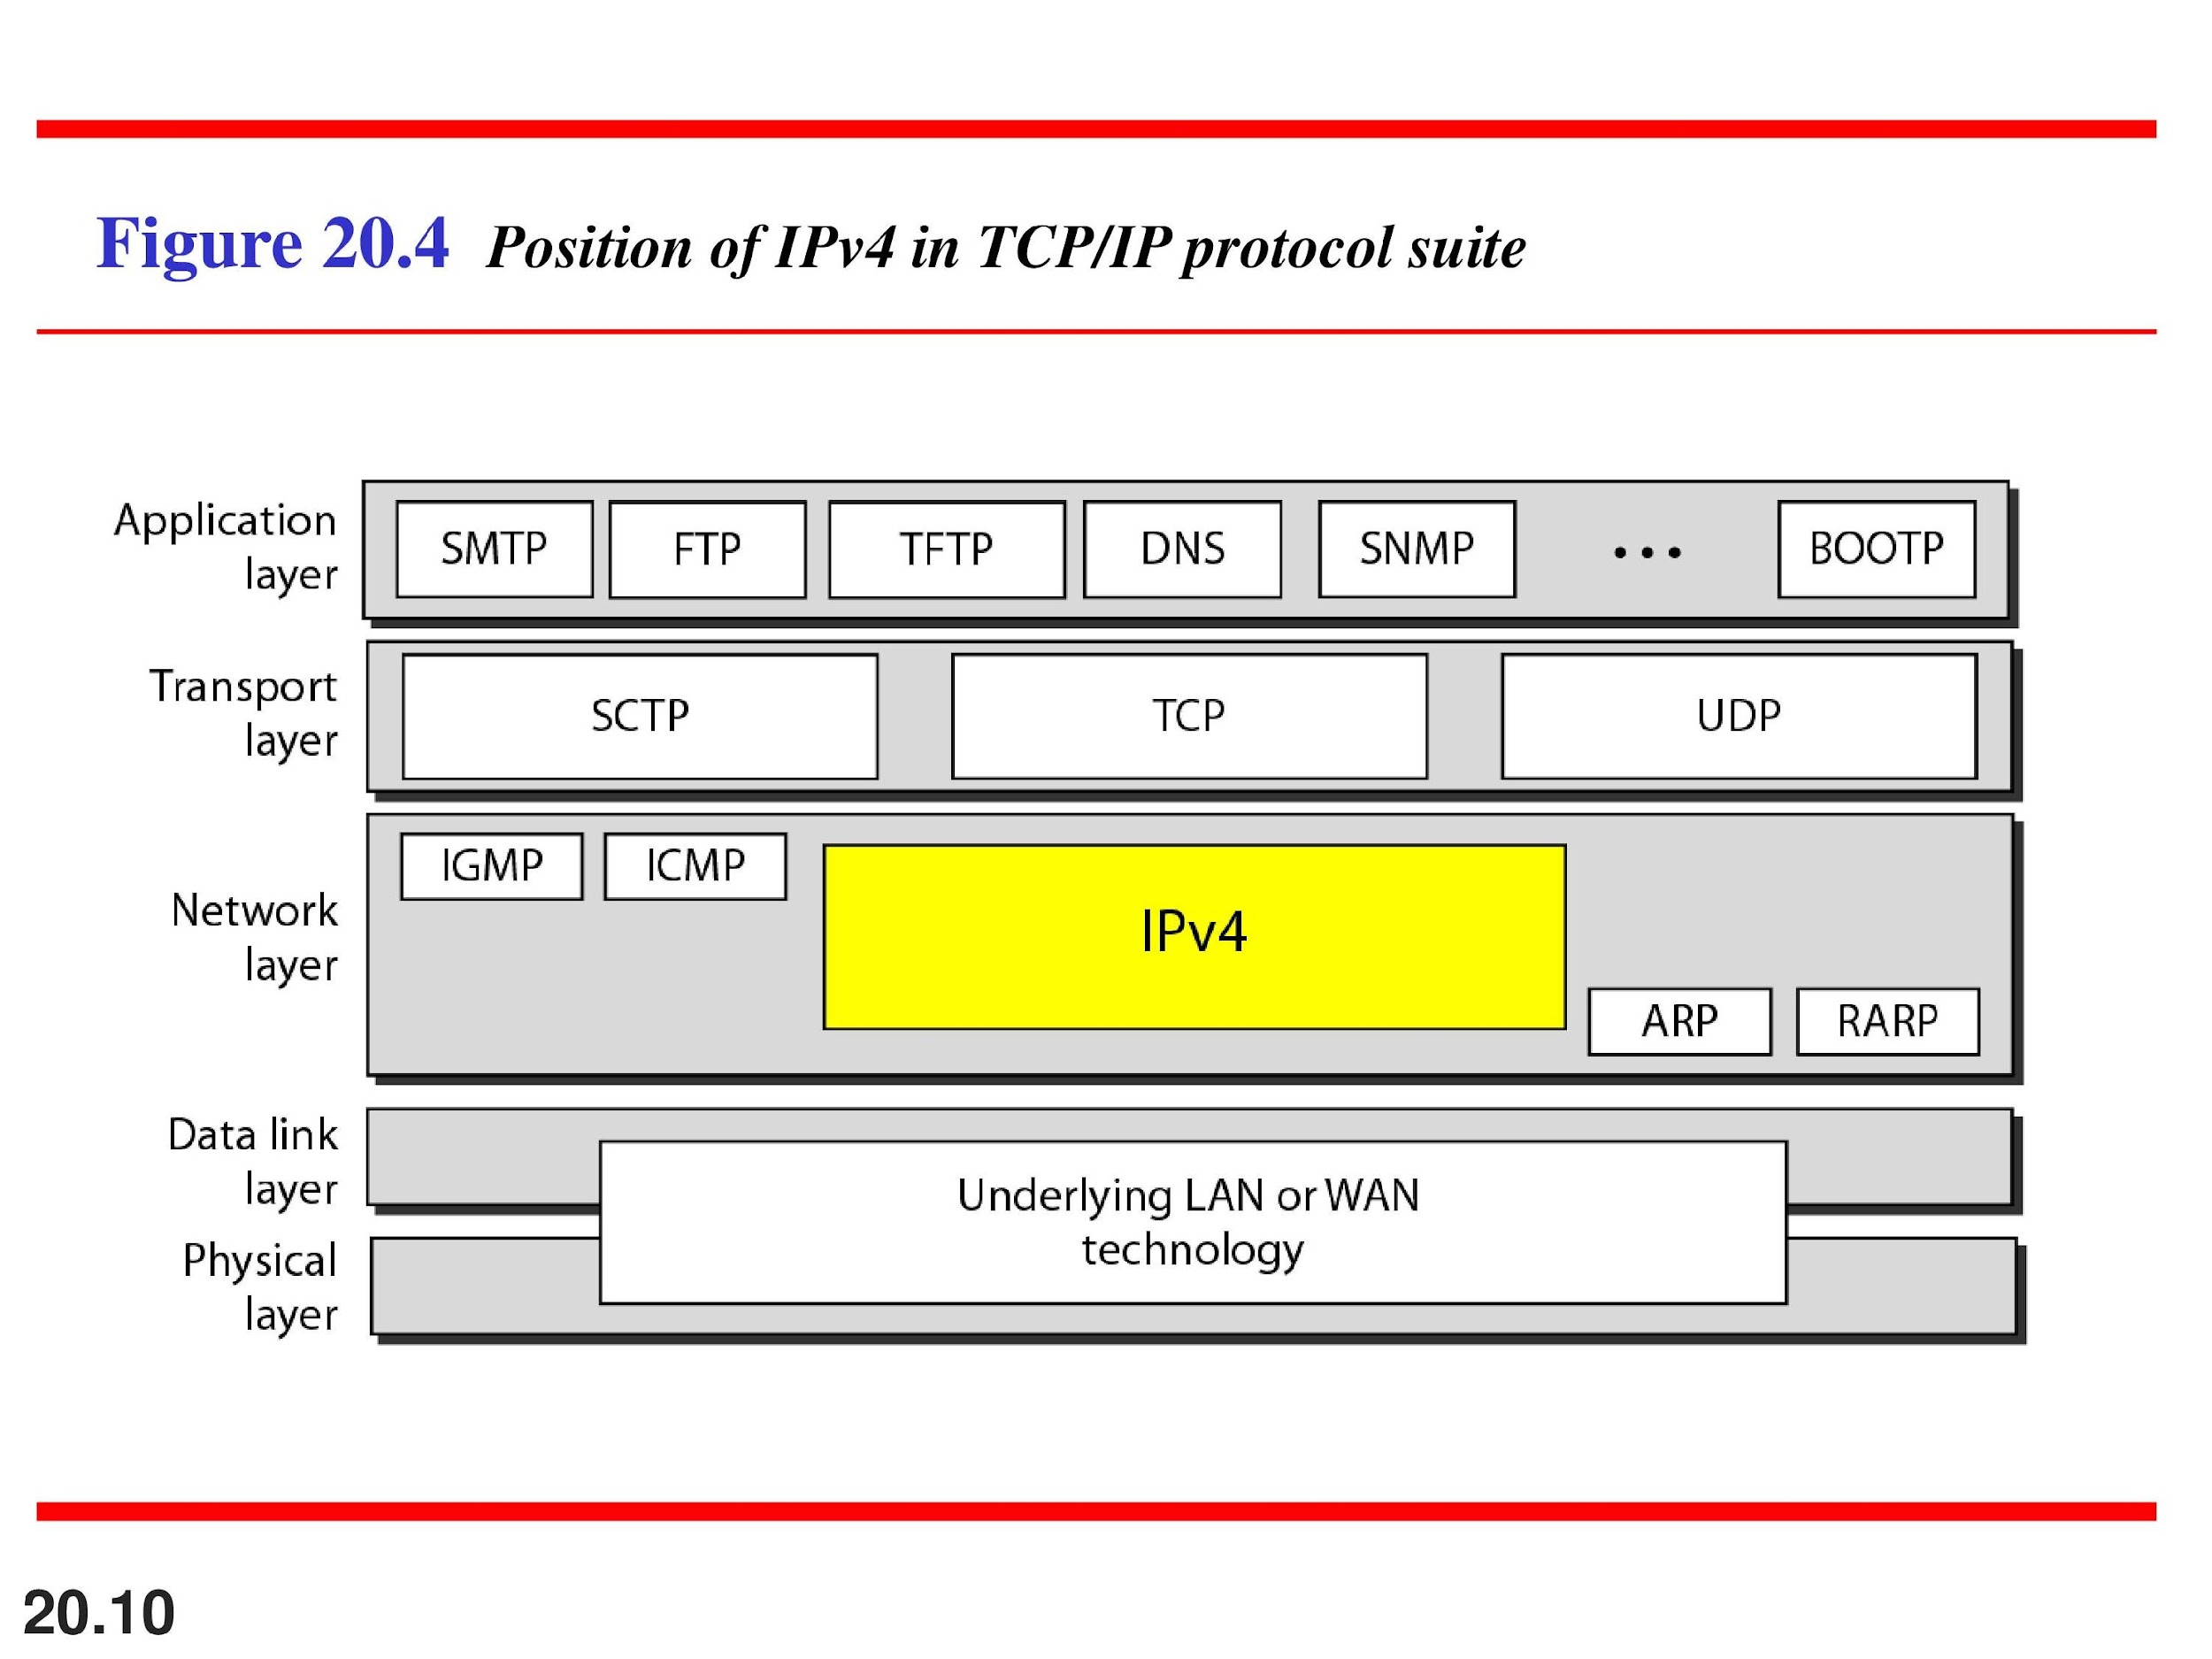 Figure 20.4 Position of IPv4 in TCP/IP protocol suite
Application
layer
SMTP FTP TFTP DNS SNMP ... BOOTP
Transport
layer
SCTP TCP UDP
Network
layer
IGMP ICMP IPv4 ARP RARP
Data link
layer
Physical
layer
Underlying LAN or WAN
technology
20.10